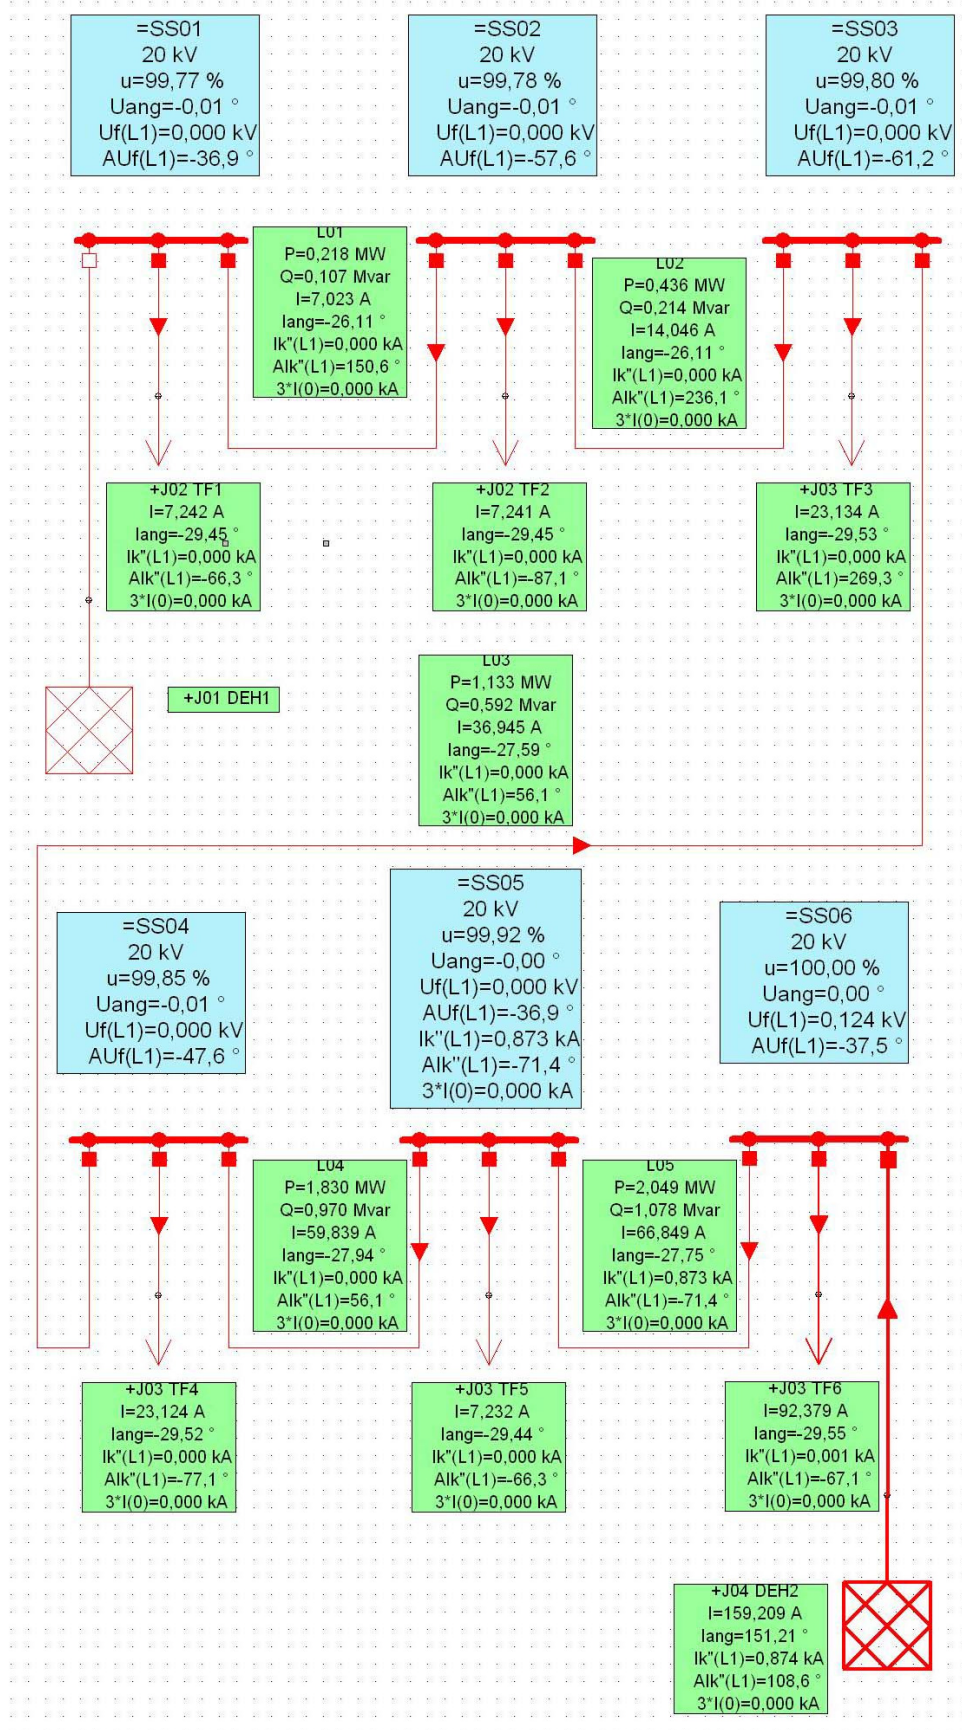 =SS01
20 kV
u=99,77 %
Uang=-0,01 °
Uf(L1)=0,000 kV
AUf(L1)=-36,9 °
=SS02
20 kV
u=99,78 %
Uang=-0,01 °
Uf(L1)=0,000 kV
AUf(L1)=-57,6 °
=SS03
20 kV
u=99,80 %
Uang=-0,01 °
Uf(L1)=0,000 kV
AUf(L1)=-61,2 °
L01
P=0,218 MW
Q=0,107 Mvar
I=7,023 A
Iang=-26,11 °
Ik"(L1)=0,000 kA
AIk"(L1)=150,6 °
3*I(0)=0,000 kA
L02
P=0,436 MW
Q=0,214 Mvar
I=14,046 A
Iang=-26,11 °
Ik"(L1)=0,000 kA
AIk"(L1)=236,1 °
3*I(0)=0,000 kA
+J02 TF1
I=7,242 A
Iang=-29,45 °
Ik"(L1)=0,000 kA
AIk"(L1)=-66,3 °
3*I(0)=0,000 kA
+J02 TF2
I=7,241 A
Iang=-29,45 °
Ik"(L1)=0,000 kA
AIk"(L1)=-87,1 °
3*I(0)=0,000 kA
+J03 TF3
I=23,134 A
Iang=-29,53 °
Ik"(L1)=0,000 kA
AIk"(L1)=269,3 °
3*I(0)=0,000 kA
+J01 DEH1
L03
P=1,133 MW
Q=0,592 Mvar
I=36,945 A
Iang=-27,59 °
Ik"(L1)=0,000 kA
AIk"(L1)=56,1 °
3*I(0)=0,000 kA
=SS04
20 kV
u=99,85 %
Uang=-0,01 °
Uf(L1)=0,000 kV
AUf(L1)=-47,6 °
=SS05
20 kV
u=99,92 %
Uang=-0,00 °
Uf(L1)=0,000 kV
AUf(L1)=-36,9 °
Ik"(L1)=0,873 kA
AIk"(L1)=-71,4 °
3*I(0)=0,000 kA
=SS06
20 kV
u=100,00 %
Uang=0,00 °
Uf(L1)=0,124 kV
AUf(L1)=-37,5 °
L04
P=1,830 MW
Q=0,970 Mvar
I=59,839 A
Iang=-27,94 °
Ik"(L1)=0,000 kA
AIk"(L1)=56,1 °
3*I(0)=0,000 kA
L05
P=2,049 MW
Q=1,078 Mvar
I=66,849 A
Iang=-27,75 °
Ik"(L1)=0,873 kA
AIk"(L1)=-71,4 °
3*I(0)=0,000 kA
+J03 TF4
I=23,124 A
Iang=-29,52 °
Ik"(L1)=0,000 kA
AIk"(L1)=-77,1 °
3*I(0)=0,000 kA
+J03 TF5
I=7,232 A
Iang=-29,44 °
Ik"(L1)=0,000 kA
AIk"(L1)=-66,3 °
3*I(0)=0,000 kA
+J03 TF6
I=92,379 A
Iang=-29,55 °
Ik"(L1)=0,001 kA
AIk"(L1)=-67,1 °
3*I(0)=0,000 kA
+J04 DEH2
I=159,209 A
Iang=151,21 °
Ik"(L1)=0,874 kA
AIk"(L1)=108,6 °
3*I(0)=0,000 kA